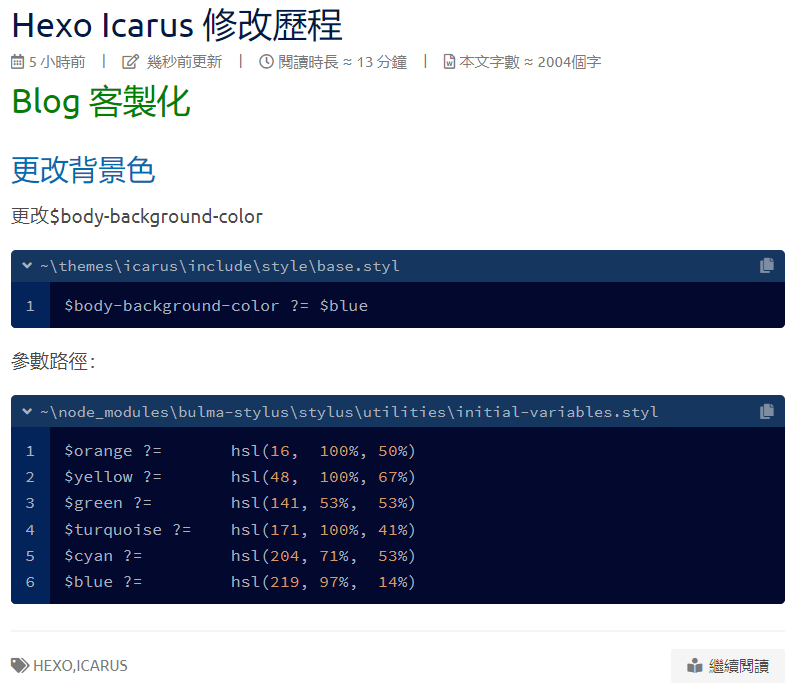 Hexo Icarus 修改歷程
5 小時前 | 幾秒前更新 | 閱讀時長 ≈ 13 分鐘 | 本文字數 ≈ 2004個字
Blog 客製化
更改背景色
更改$body-background-color
~\themes\icarus\include\style\base.styl
1 $body-background-color ?= $blue
參數路徑:
~\node_modules\bulma-stylus\stylus\utilities\initial-variables.styl
1 $orange ?= hsl(16, 100%, 50%)
2 $yellow ?= hsl(48, 100%, 67%)
3 $green ?= hsl(141, 53%, 53%)
4 $turquoise ?= hsl(171, 100%, 41%)
5 $cyan ?= hsl(204, 71%, 53%)
6 $blue ?= hsl(219, 97%, 14%)
HEXO,ICARUS
繼續閱讀